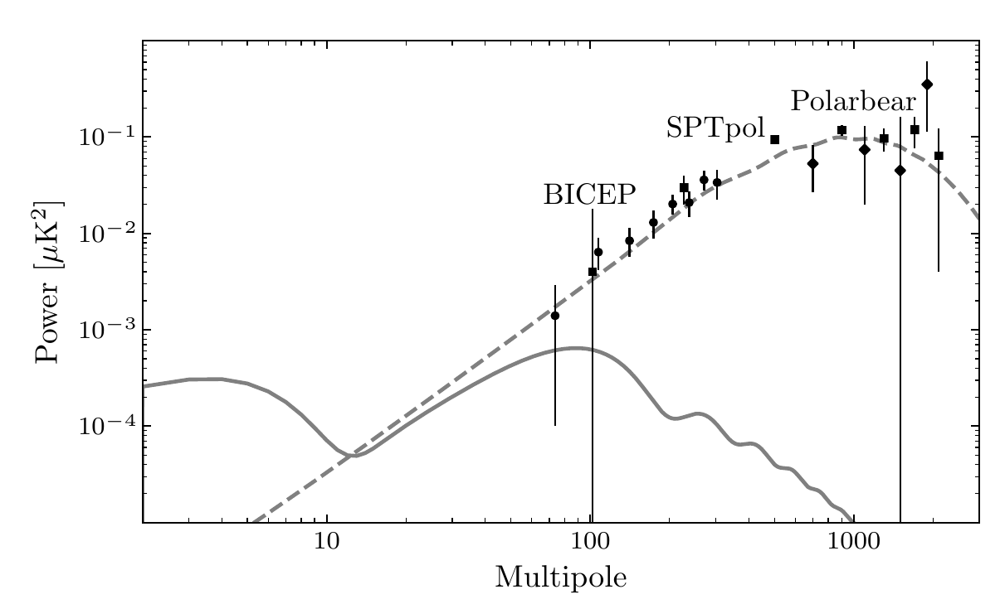 Polarbear
SPTpol
BICEP
Power [μK²]
10⁻¹
10⁻²
10⁻³
10⁻⁴
10 100 1000
Multipole